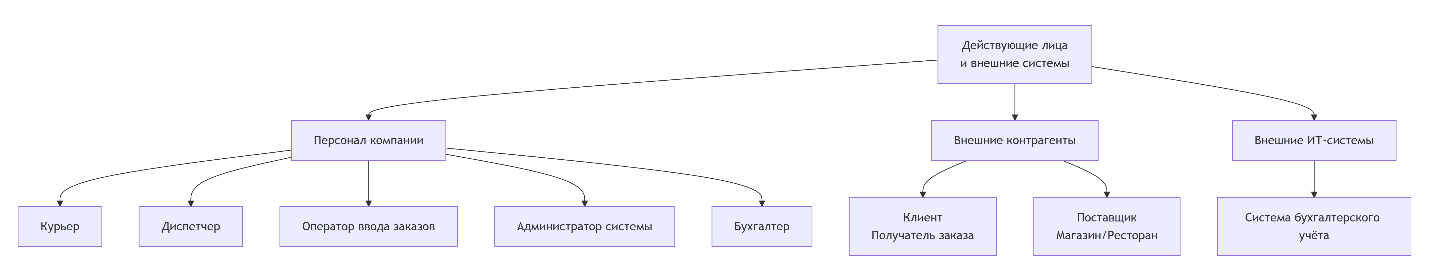 Действующие лица
и внешние системы
Персонал компании
Внешние контрагенты
Внешние ИТ-системы
Курьер
Диспетчер
Оператор ввода заказов
Администратор системы
Бухгалтер
Клиент
Получатель заказа
Поставщик
Магазин/Ресторан
Система бухгалтерского
учёта